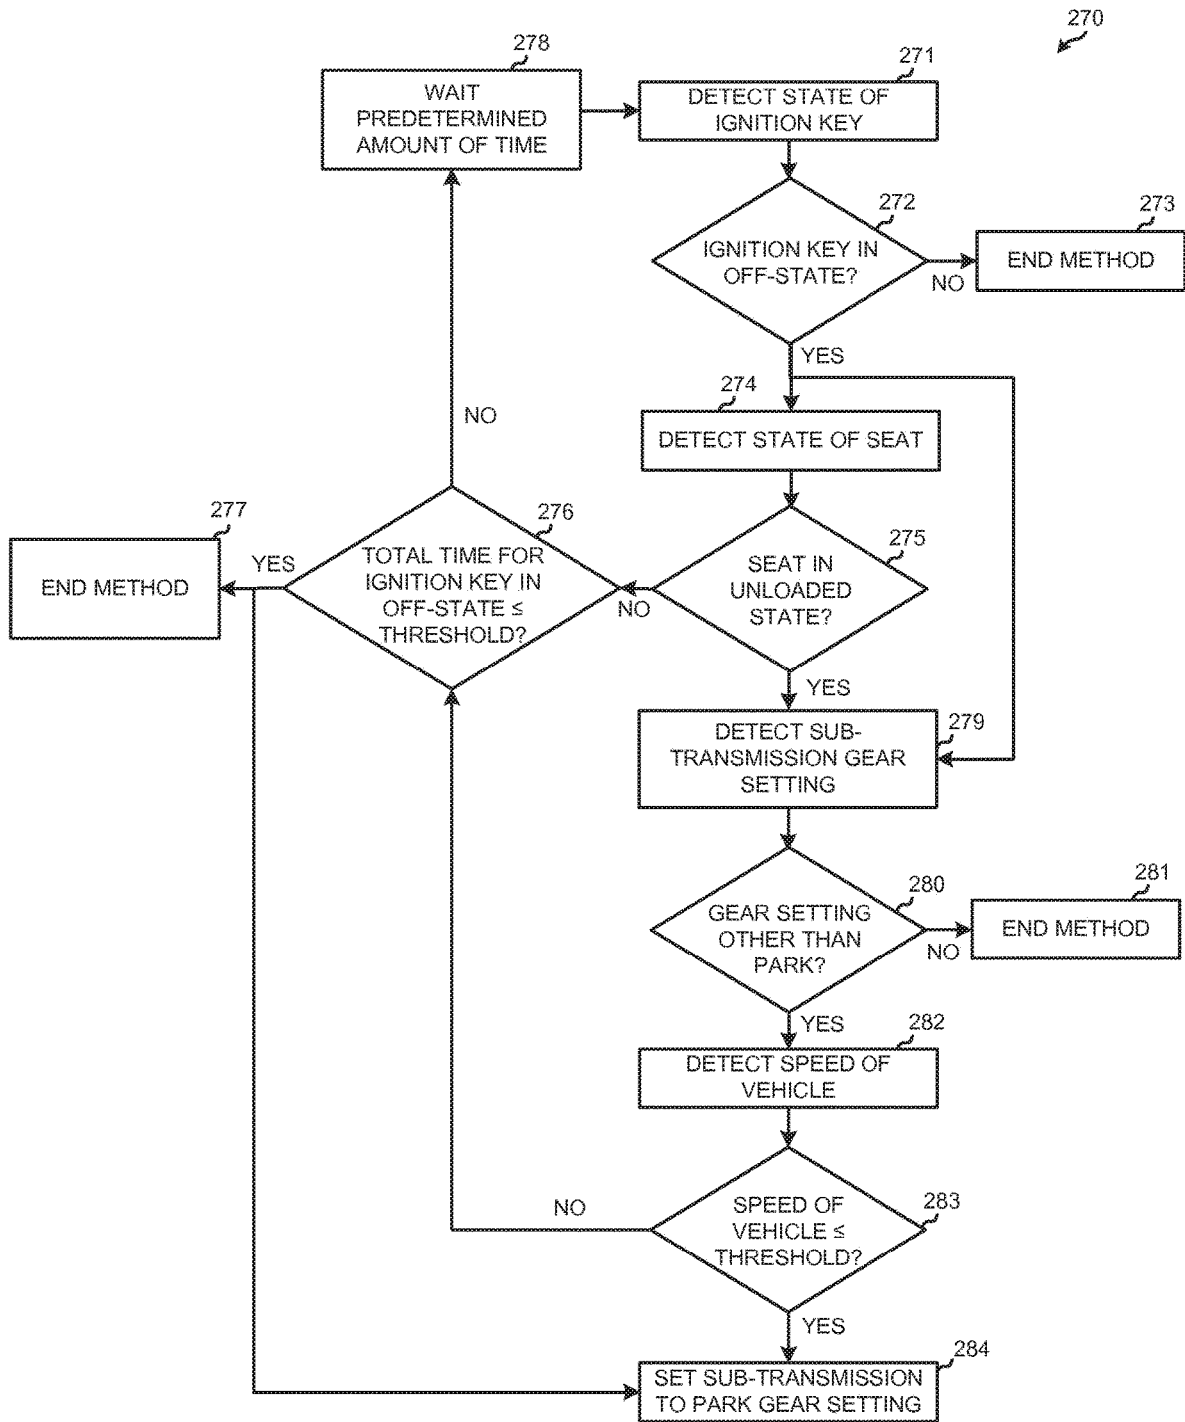 270
278
WAIT
PREDETERMINED
AMOUNT OF TIME
271
DETECT STATE OF
IGNITION KEY
272
IGNITION KEY IN
OFF-STATE?
NO
273
END METHOD
YES
274
DETECT STATE OF SEAT
NO
277
END METHOD
YES
276
TOTAL TIME FOR
IGNITION KEY IN
OFF-STATE ≤
THRESHOLD?
NO
275
SEAT IN
UNLOADED
STATE?
YES
279
DETECT SUB-
TRANSMISSION GEAR
SETTING
280
GEAR SETTING
OTHER THAN
PARK?
NO
281
END METHOD
YES
282
DETECT SPEED OF
VEHICLE
NO
283
SPEED OF
VEHICLE ≤
THRESHOLD?
YES
284
SET SUB-TRANSMISSION
TO PARK GEAR SETTING